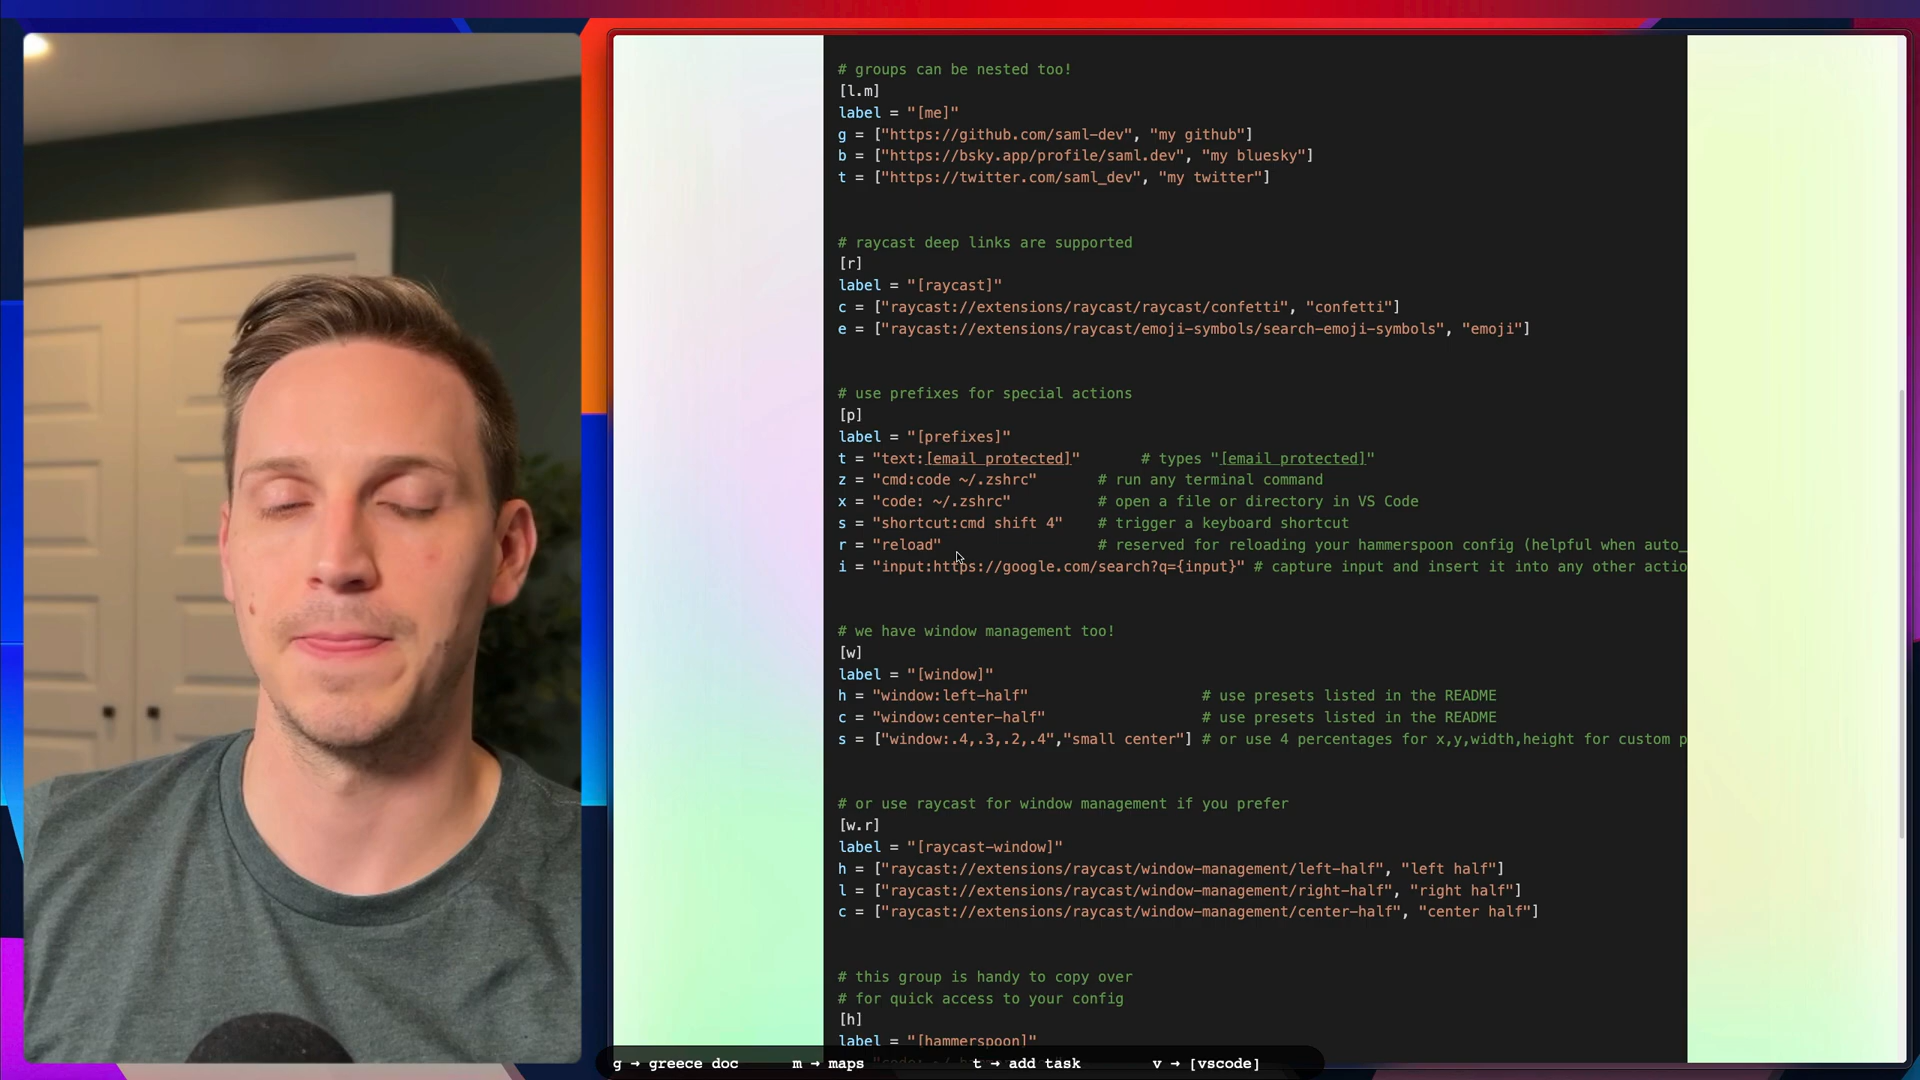 # groups can be nested too!
[l.m]
label = "[me]"
g = ["https://github.com/saml-dev", "my github"]
b = ["https://bsky.app/profile/saml.dev", "my bluesky"]
t = ["https://twitter.com/saml_dev", "my twitter"]
# raycast deep links are supported
[r]
label = "[raycast]"
c = ["raycast://extensions/raycast/raycast/confetti", "confetti"]
e = ["raycast://extensions/raycast/emoji-symbols/search-emoji-symbols", "emoji"]
# use prefixes for special actions
[p]
label = "[prefixes]"
t = "text:[email protected]" # types "[email protected]"
z = "cmd:code ~/.zshrc" # run any terminal command
x = "code: ~/.zshrc" # open a file or directory in VS Code
s = "shortcut:cmd shift 4" # trigger a keyboard shortcut
r = "reload" # reserved for reloading your hammerspoon config (helpful when auto_
i = "input:https://google.com/search?q={input}" # capture input and insert it into any other actio
# we have window management too!
[w]
label = "[window]"
h = "window:left-half" # use presets listed in the README
c = "window:center-half" # use presets listed in the README
s = ["window:.4,.3,.2,.4","small center"] # or use 4 percentages for x,y,width,height for custom p
# or use raycast for window management if you prefer
[w.r]
label = "[raycast-window]"
h = ["raycast://extensions/raycast/window-management/left-half", "left half"]
l = ["raycast://extensions/raycast/window-management/right-half", "right half"]
c = ["raycast://extensions/raycast/window-management/center-half", "center half"]
# this group is handy to copy over
# for quick access to your config
[h]
label = "[hammerspoon]"
g → greece doc m → maps t → add task v → [vscode]